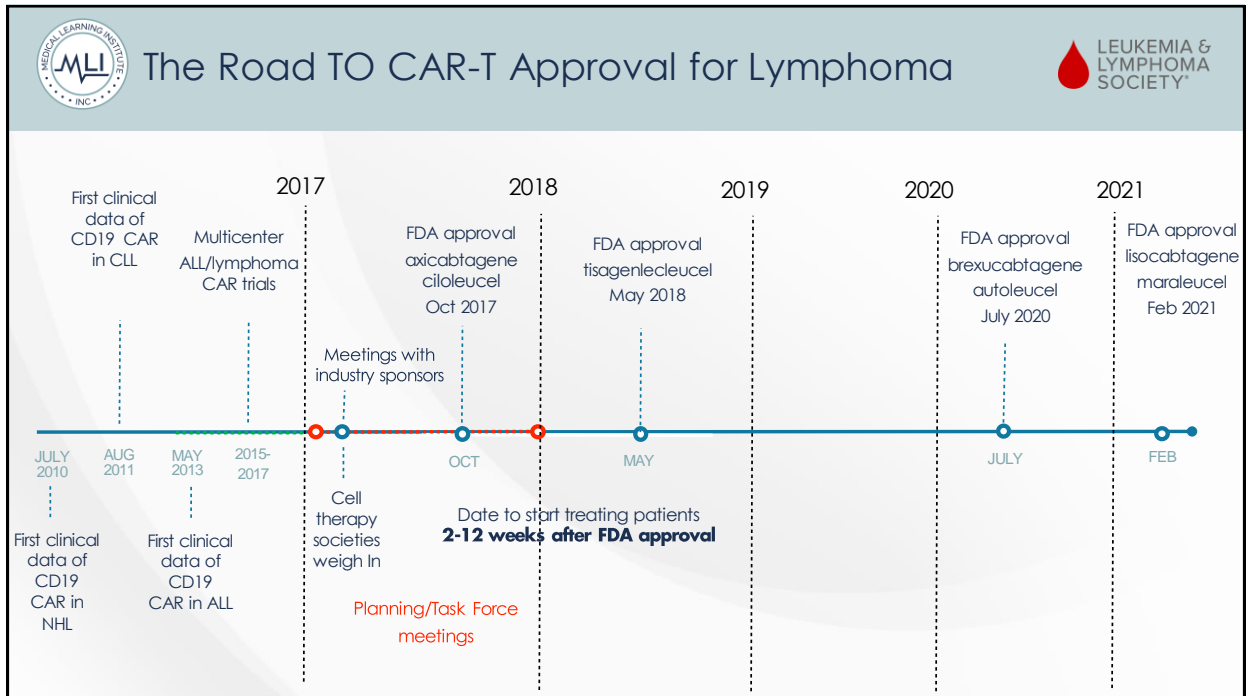 MEDICAL LEARNING INSTITUTE
MLI
INC
The Road TO CAR-T Approval for Lymphoma
LEUKEMIA &
LYMPHOMA
SOCIETY®
2017
2018
2019
2020
2021
First clinical
data of
CD19 CAR
in CLL
Multicenter
ALL/lymphoma
CAR trials
Meetings with
industry sponsors
FDA approval
axicabtagene
ciloleucel
Oct 2017
FDA approval
tisagenlecleucel
May 2018
FDA approval
brexucabtagene
autoleucel
July 2020
FDA approval
lisocabtagene
maraleucel
Feb 2021
JULY
2010
AUG
2011
MAY
2013
2015-
2017
OCT
MAY
JULY
FEB
First clinical
data of
CD19
CAR in
NHL
First clinical
data of
CD19
CAR in ALL
Cell
therapy
societies
weigh In
Date to start treating patients
2-12 weeks after FDA approval
Planning/Task Force
meetings